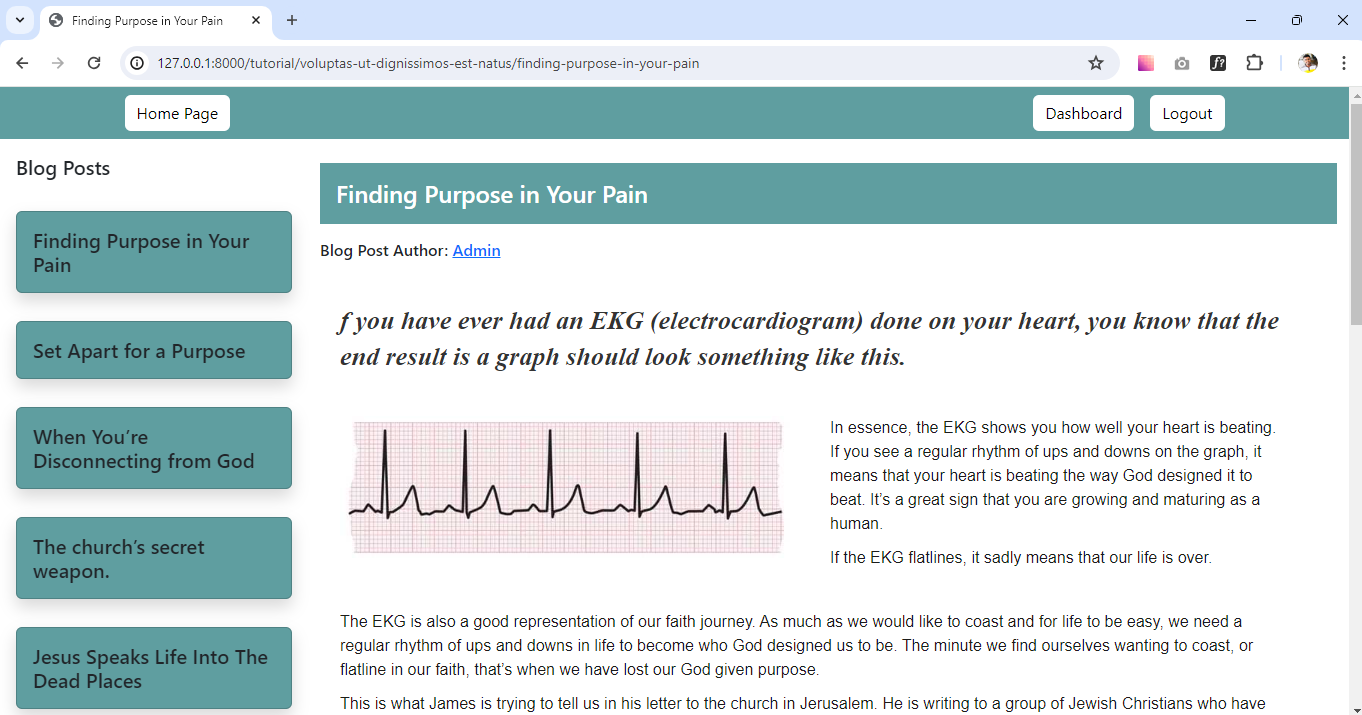 Finding Purpose in Your Pain
127.0.0.1:8000/tutorial/voluptas-ut-dignissimos-est-natus/finding-purpose-in-your-pain
f?
Home Page
Dashboard
Logout
Blog Posts
Finding Purpose in Your
Pain
Set Apart for a Purpose
When You’re
Disconnecting from God
The church’s secret
weapon.
Jesus Speaks Life Into The
Dead Places
Finding Purpose in Your Pain
Blog Post Author: Admin
f you have ever had an EKG (electrocardiogram) done on your heart, you know that the
end result is a graph should look something like this.
In essence, the EKG shows you how well your heart is beating.
If you see a regular rhythm of ups and downs on the graph, it
means that your heart is beating the way God designed it to
beat. It’s a great sign that you are growing and maturing as a
human.
If the EKG flatlines, it sadly means that our life is over.
The EKG is also a good representation of our faith journey. As much as we would like to coast and for life to be easy, we need a
regular rhythm of ups and downs in life to become who God designed us to be. The minute we find ourselves wanting to coast, or
flatline in our faith, that’s when we have lost our God given purpose.
This is what James is trying to tell us in his letter to the church in Jerusalem. He is writing to a group of Jewish Christians who have